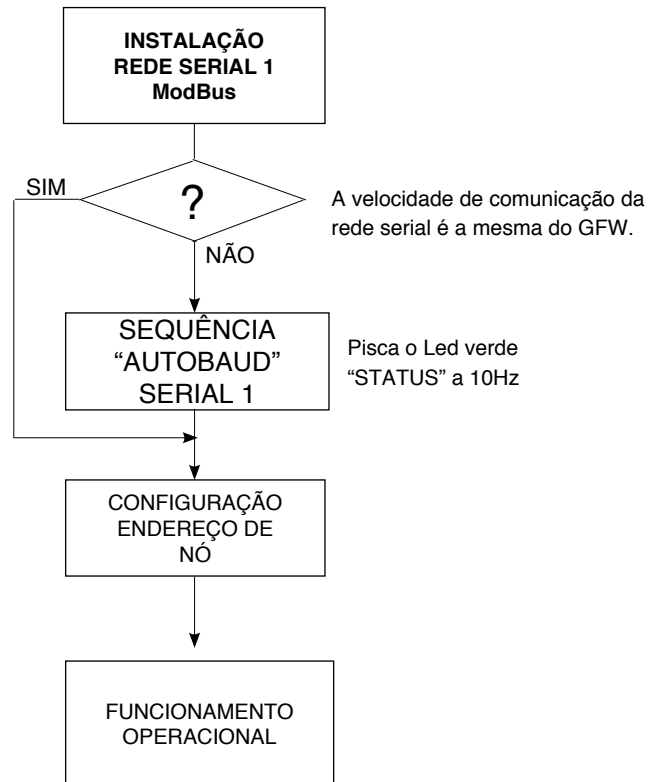 INSTALAÇÃO
REDE SERIAL 1
ModBus
SIM
?
A velocidade de comunicação da
rede serial é a mesma do GFW.
NÃO
SEQUÊNCIA
“AUTOBAUD”
SERIAL 1
Pisca o Led verde
“STATUS” a 10Hz
CONFIGURAÇÃO
ENDEREÇO DE
NÓ
FUNCIONAMENTO
OPERACIONAL